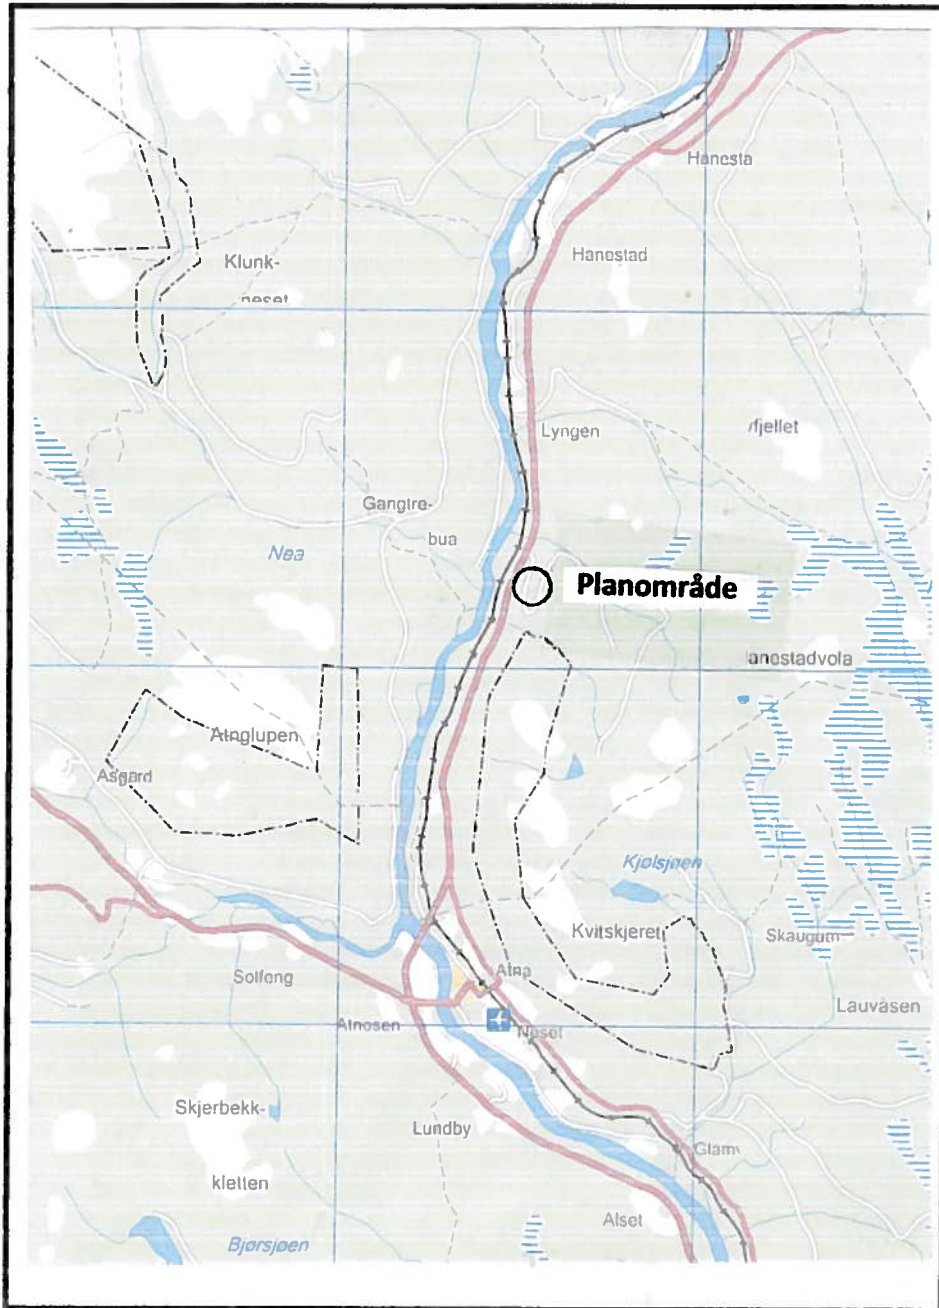 Hanesta
Hanestad
Klunk-
neset
Lyngen
fjellet
Gangtre-
bua
Nea
Planområde
anestadvola
Atnglupen
Asgard
Kjølsjøen
Kvitskjeret
Skaugum
Solfeng
Atna
Lauvåsen
Atnosen
Neset
Skjerbekk-
kletten
Lundby
Glam
Alset
Bjørsjøen